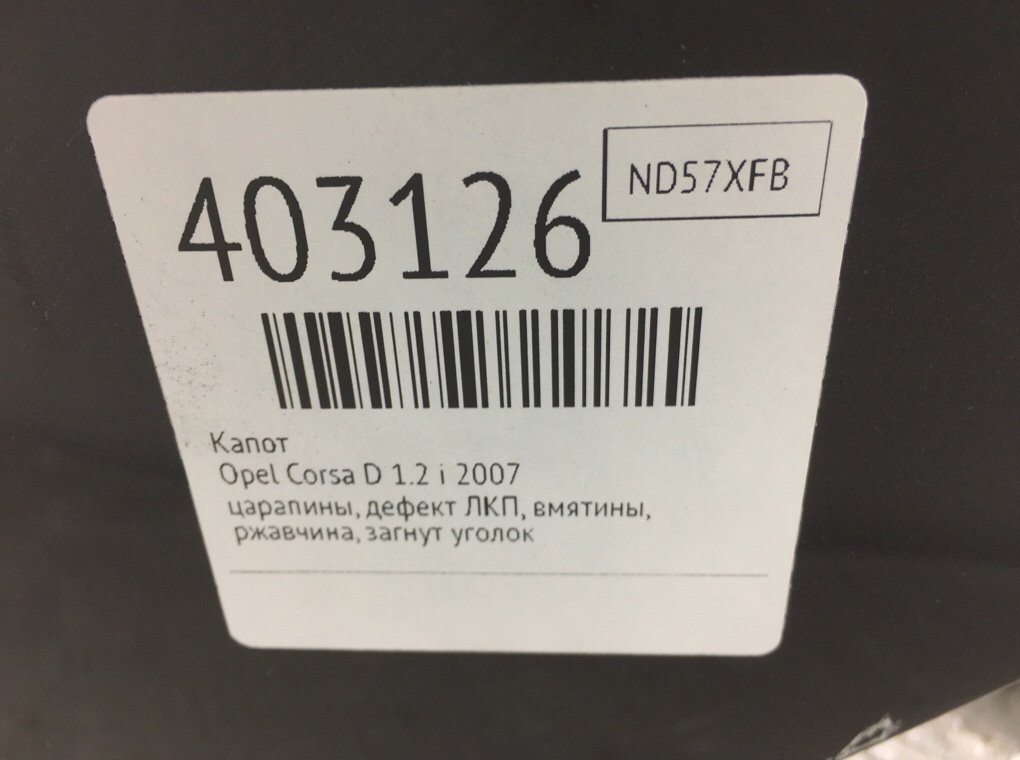 403126
ND57XFB
Капот
Opel Corsa D 1.2 i 2007
царапины, дефект ЛКП, вмятины,
ржавчина, загнут уголок